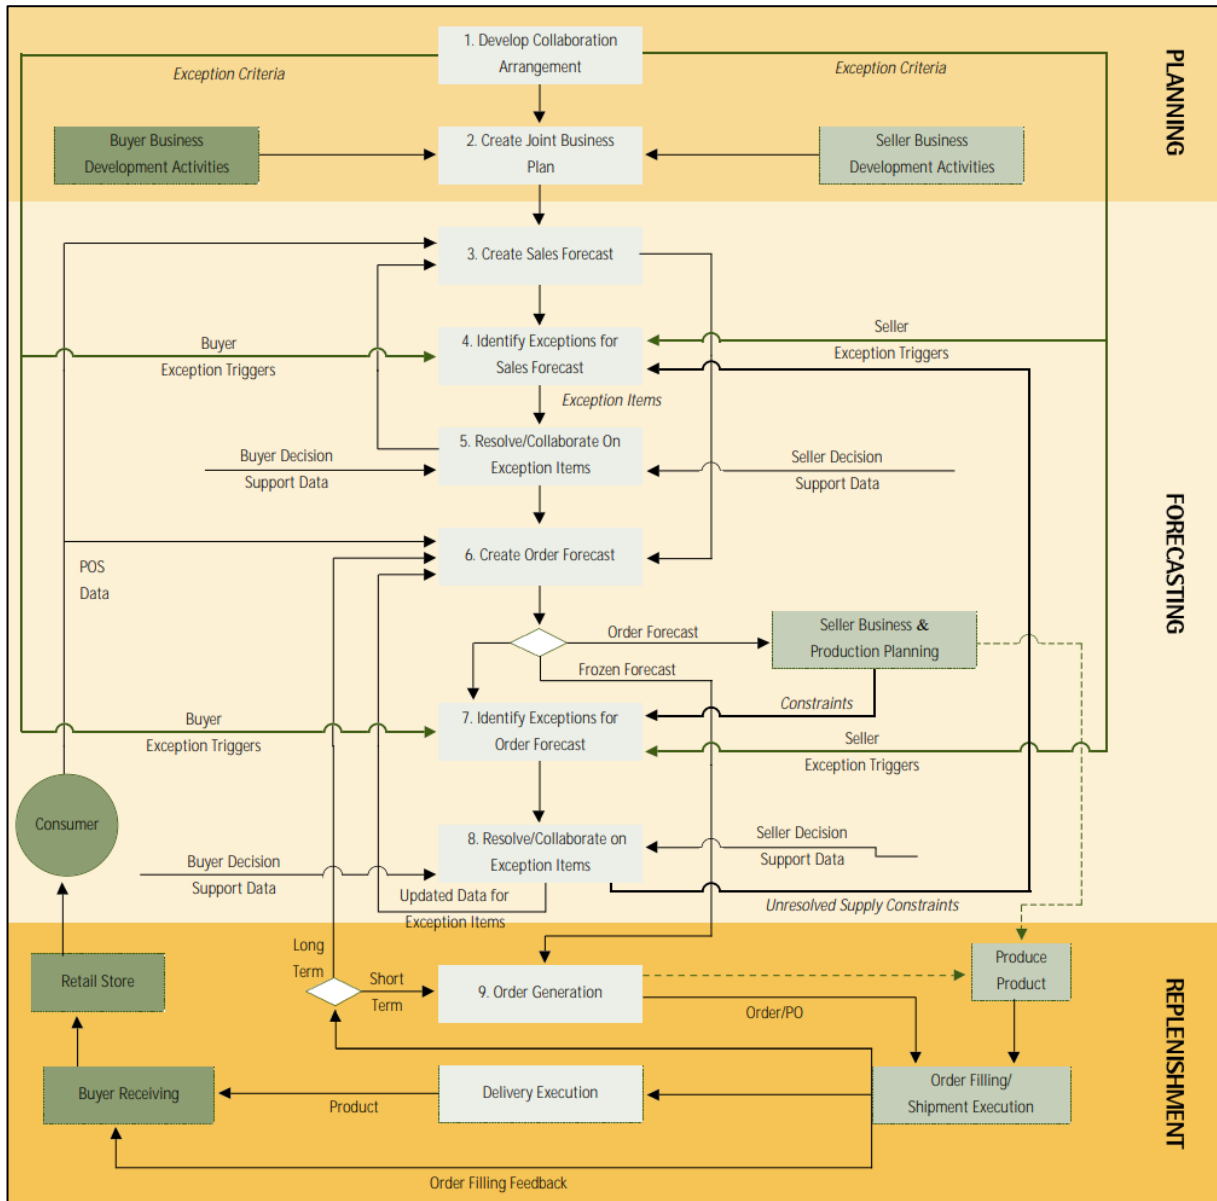 1. Develop Collaboration
Arrangement
Exception Criteria
Exception Criteria
PLANNING
Buyer Business
Development Activities
2. Create Joint Business
Plan
Seller Business
Development Activities
3. Create Sales Forecast
Buyer
Exception Triggers
4. Identify Exceptions for
Sales Forecast
Seller
Exception Triggers
Exception Items
Buyer Decision
Support Data
5. Resolve/Collaborate On
Exception Items
Seller Decision
Support Data
FORECASTING
POS
Data
6. Create Order Forecast
Order Forecast
Seller Business &
Production Planning
Frozen Forecast
Constraints
Buyer
Exception Triggers
7. Identify Exceptions for
Order Forecast
Seller
Exception Triggers
Consumer
Buyer Decision
Support Data
8. Resolve/Collaborate on
Exception Items
Seller Decision
Support Data
Updated Data for
Exception Items
Unresolved Supply Constraints
Retail Store
Long
Term
Short
Term
9. Order Generation
Order/PO
Produce
Product
REPLENISHMENT
Buyer Receiving
Product
Delivery Execution
Order Filling/
Shipment Execution
Order Filling Feedback